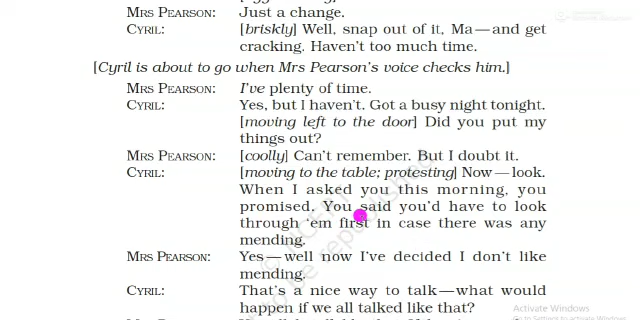 MRS PEARSON: Just a change.
CYRIL: [briskly] Well, snap out of it, Ma — and get
cracking. Haven't too much time.
[Cyril is about to go when Mrs Pearson's voice checks him.]
MRS PEARSON: I've plenty of time.
CYRIL: Yes, but I haven't. Got a busy night tonight.
[moving left to the door] Did you put my
things out?
MRS PEARSON: [coolly] Can't remember. But I doubt it.
CYRIL: [moving to the table; protesting] Now — look.
When I asked you this morning, you
promised. You said you'd have to look
through 'em first in case there was any
mending.
MRS PEARSON: Yes — well now I've decided I don't like
mending.
CYRIL: That's a nice way to talk — what would
happen if we all talked like that?
Activate Windows